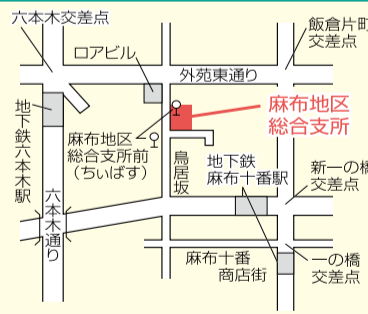 六本木交差点
飯倉片町
交差点
ロアビル
外苑東通り
地下鉄六本木駅
麻布地区
総合支所
麻布地区
総合支所前
（ちぃばす）
鳥居坂
地下鉄
麻布十番駅
新一の橋
交差点
六本木通り
麻布十番
商店街
一の橋
交差点